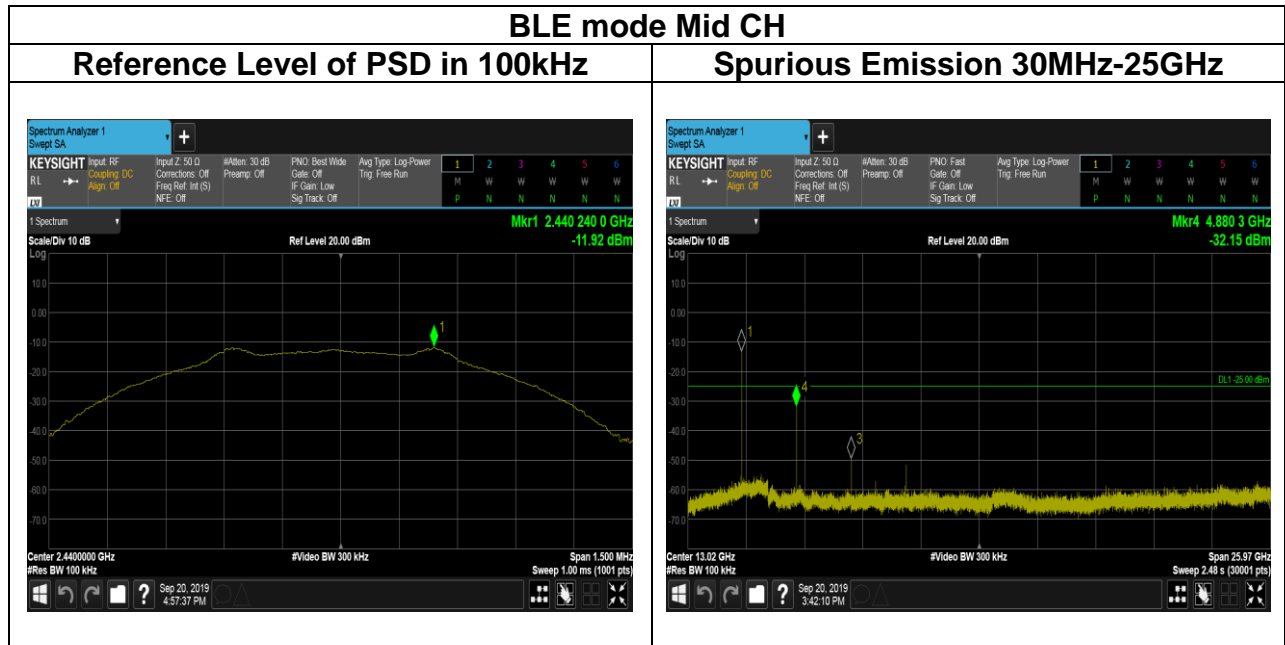 BLE mode Mid CH
Reference Level of PSD in 100kHz
Spurious Emission 30MHz-25GHz
Spectrum Analyzer 1
Swept SA
+
KEYSIGHT Input: RF Input Z: 50 Ω #Atten: 30 dB PNO: Best Wide Avg Type: Log-Power 1 2 3 4 5 6
RL Coupling: DC Corrections: Off Preamp: Off Gate: Off Trig: Free Run M W W W W W
Align: Off Freq Ref: Int (S) IF Gain: Low P N N N N N
LXI NFE: Off Sig Track: Off
1 Spectrum
Mkr1 2.440 240 0 GHz
Scale/Div 10 dB Ref Level 20.00 dBm -11.92 dBm
Log
10.0
0.00
1
-10.0
-20.0
-30.0
-40.0
-50.0
-60.0
-70.0
Center 2.4400000 GHz #Video BW 300 kHz Span 1.500 MHz
#Res BW 100 kHz Sweep 1.00 ms (1001 pts)
? Sep 20, 2019
4:57:37 PM
Spectrum Analyzer 1
Swept SA
+
KEYSIGHT Input: RF Input Z: 50 Ω #Atten: 30 dB PNO: Fast Avg Type: Log-Power 1 2 3 4 5 6
RL Coupling: DC Corrections: Off Preamp: Off Gate: Off Trig: Free Run M W W W W W
Align: Off Freq Ref: Int (S) IF Gain: Low P N N N N N
LXI NFE: Off Sig Track: Off
1 Spectrum
Mkr4 4.880 3 GHz
Scale/Div 10 dB Ref Level 20.00 dBm -32.15 dBm
Log
10.0
0.00
1
-10.0
-20.0
DL1 -25.00 dBm
4
-30.0
-40.0
3
-50.0
-60.0
-70.0
Center 13.02 GHz #Video BW 300 kHz Span 25.97 GHz
#Res BW 100 kHz Sweep 2.48 s (30001 pts)
? Sep 20, 2019
3:42:10 PM